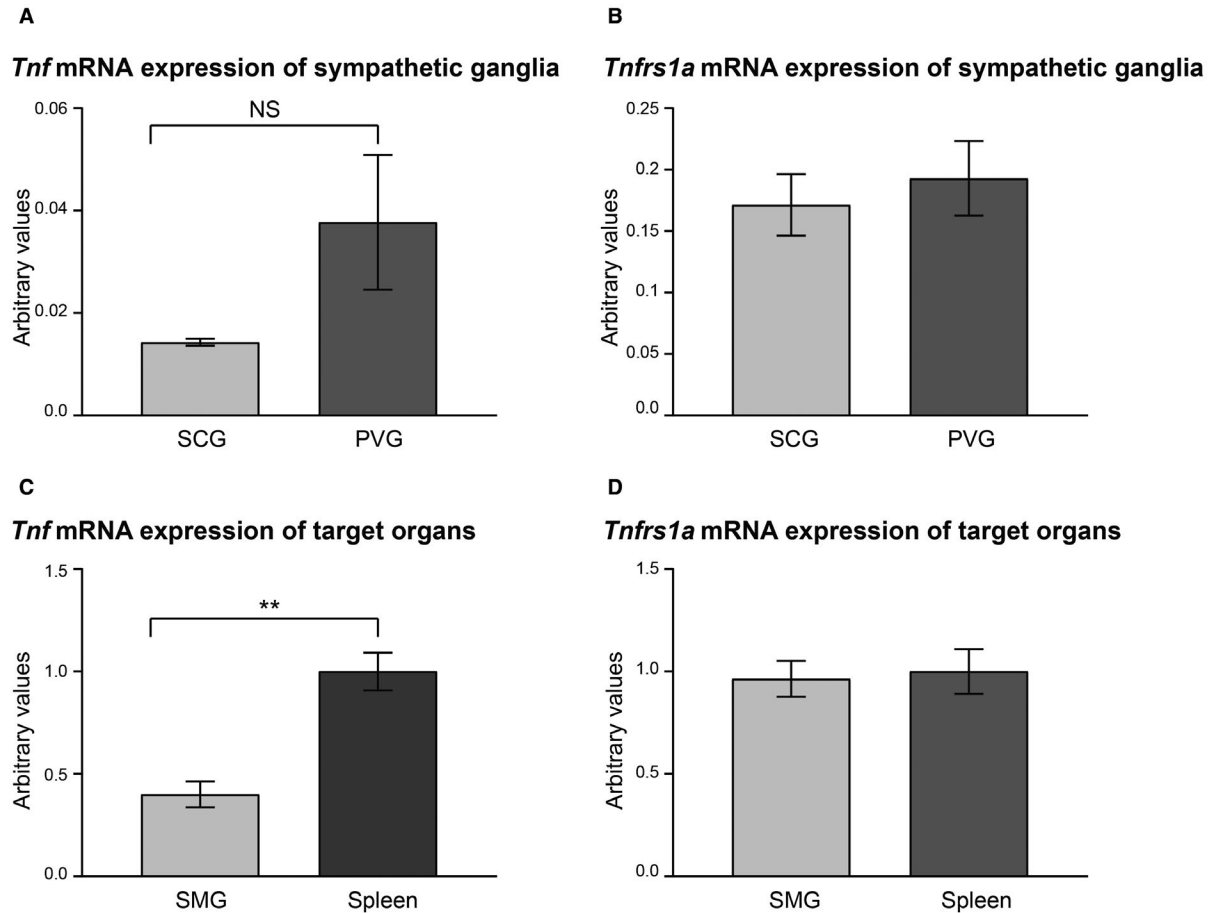 A
Tnf mRNA expression of sympathetic ganglia
0.06
0.04
0.02
0.0
Arbitrary values
NS
SCG
PVG
B
Tnfrs1a mRNA expression of sympathetic ganglia
0.25
0.2
0.15
0.1
0.05
0.0
Arbitrary values
SCG
PVG
C
Tnf mRNA expression of target organs
1.5
1.0
0.5
0.0
Arbitrary values
**
SMG
Spleen
D
Tnfrs1a mRNA expression of target organs
1.5
1.0
0.5
0.0
Arbitrary values
SMG
Spleen